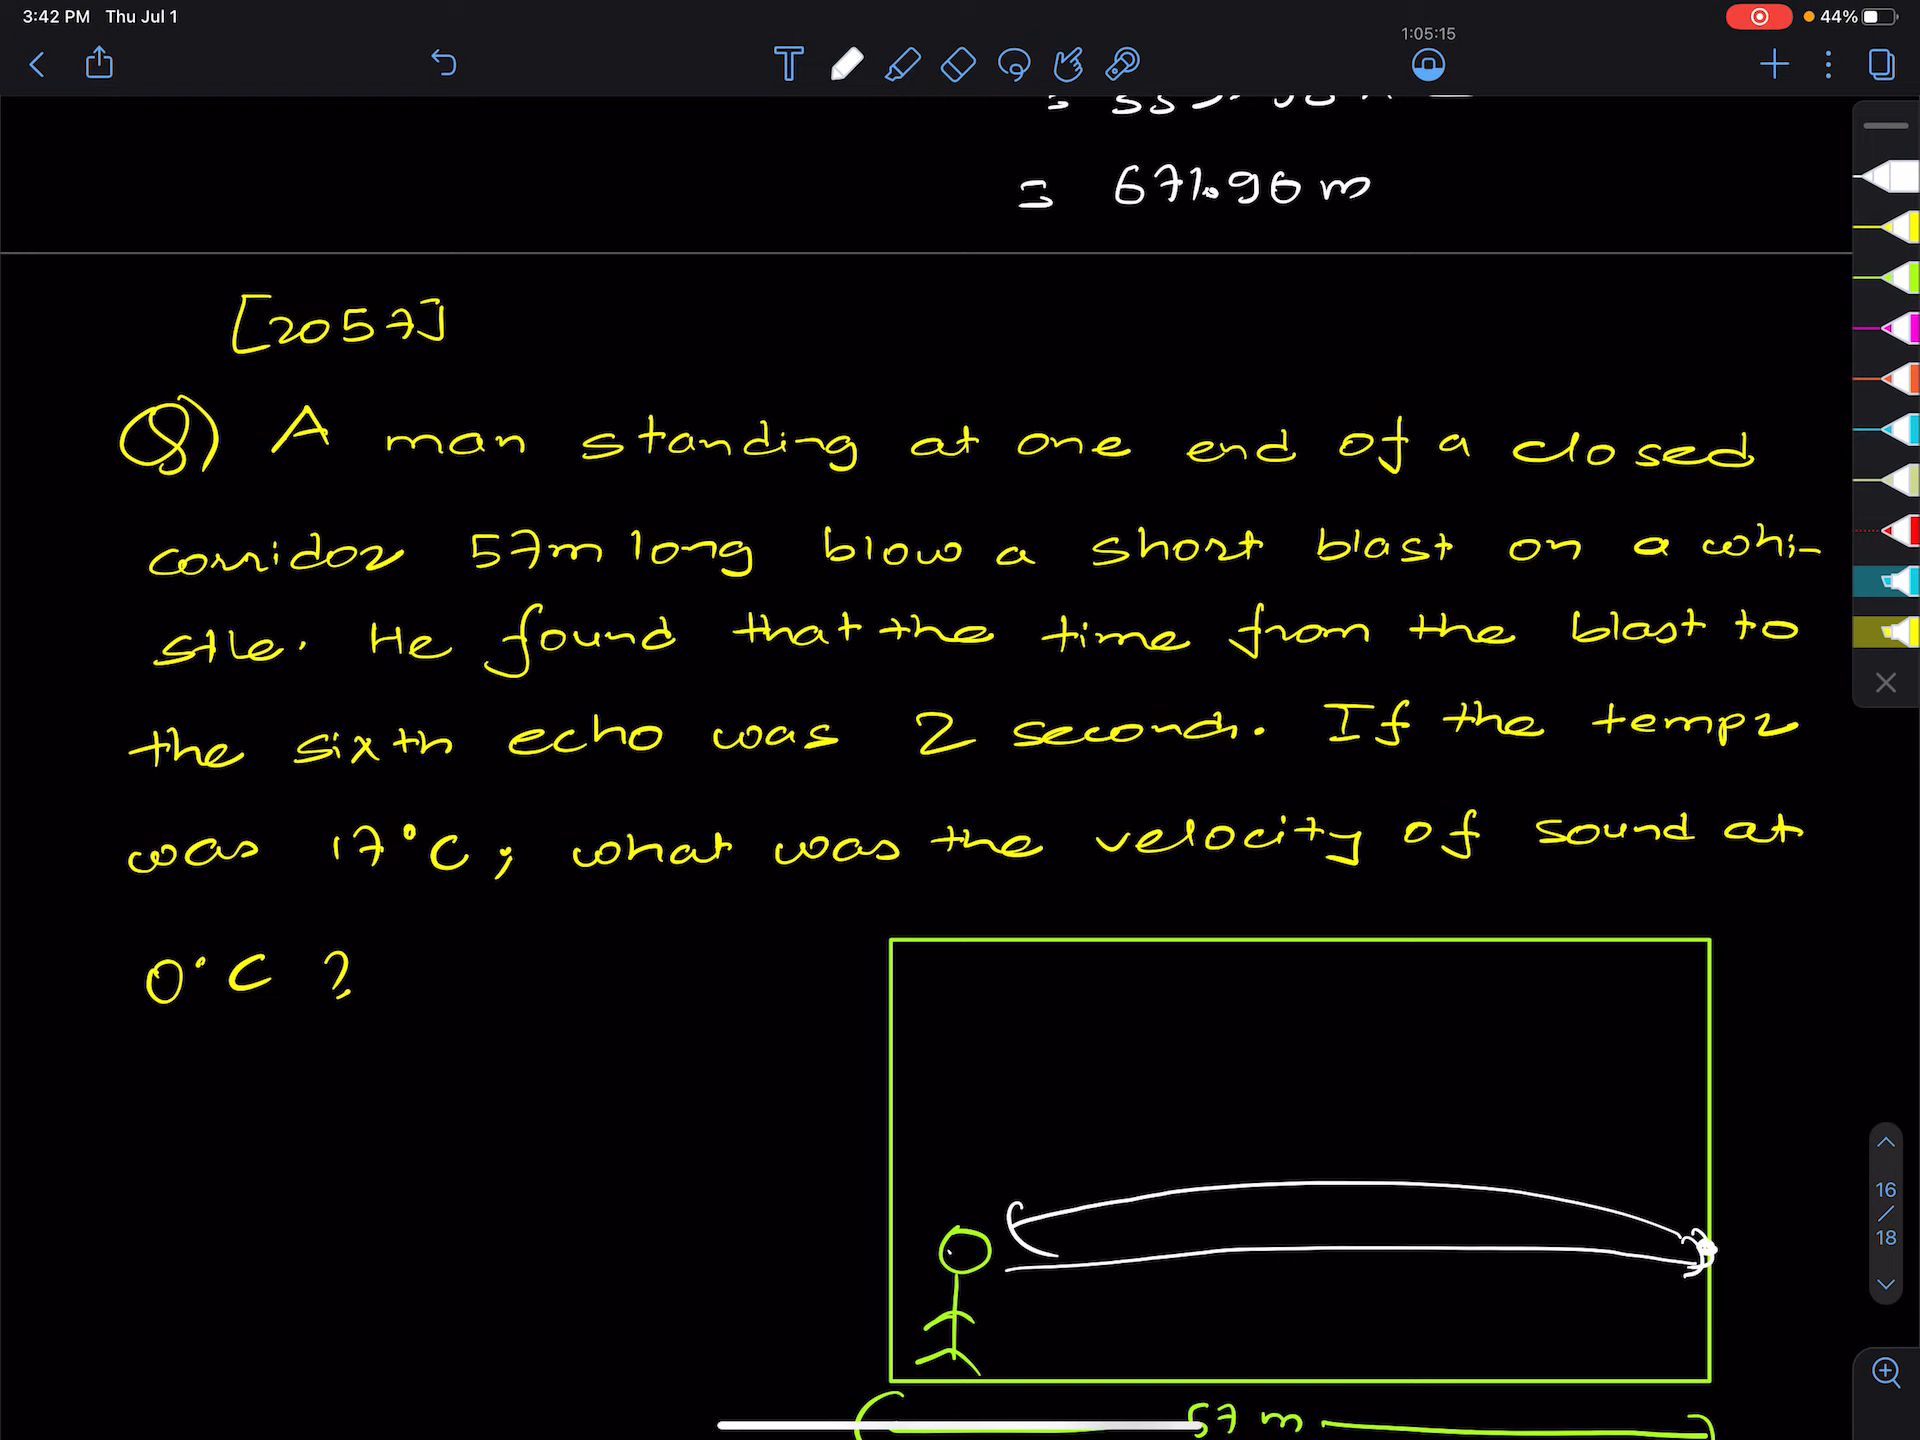 3:42 PM Thu Jul 1
44%
1:05:15
= 671.96 m
[2057]
Q) A man standing at one end of a closed
corridor 57m long blow a short blast on a whi-
stle. He found that the time from the blast to
the sixth echo was 2 seconds. If the tempr
was 17°C, what was the velocity of sound at
0°C ?
57 m
16
/
18